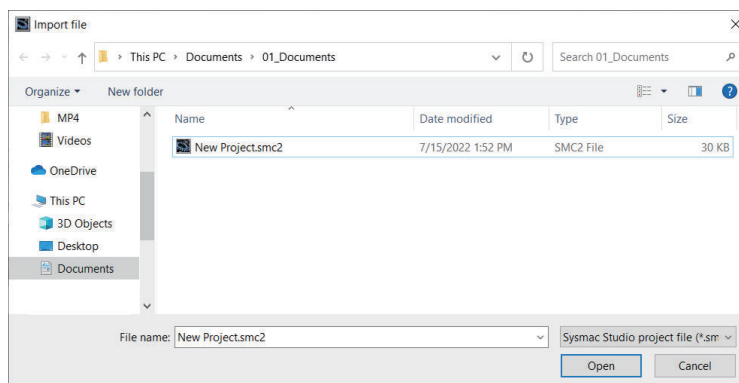 Import file
This PC > Documents > 01_Documents
Search 01_Documents
Organize
New folder
MP4
Videos
OneDrive
This PC
3D Objects
Desktop
Documents
Name Date modified Type Size
New Project.smc2 7/15/2022 1:52 PM SMC2 File 30 KB
File name: New Project.smc2 Sysmac Studio project file (*.sm
Open Cancel